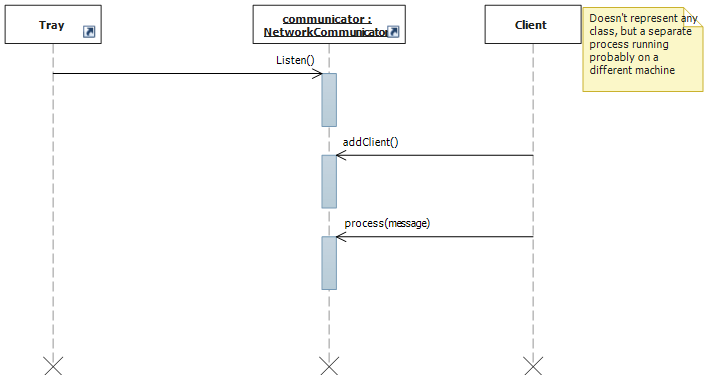 Tray
communicator :
NetworkCommunicator
Client
Doesn't represent any
class, but a separate
process running
probably on a
different machine
Listen()
addClient()
process(message)